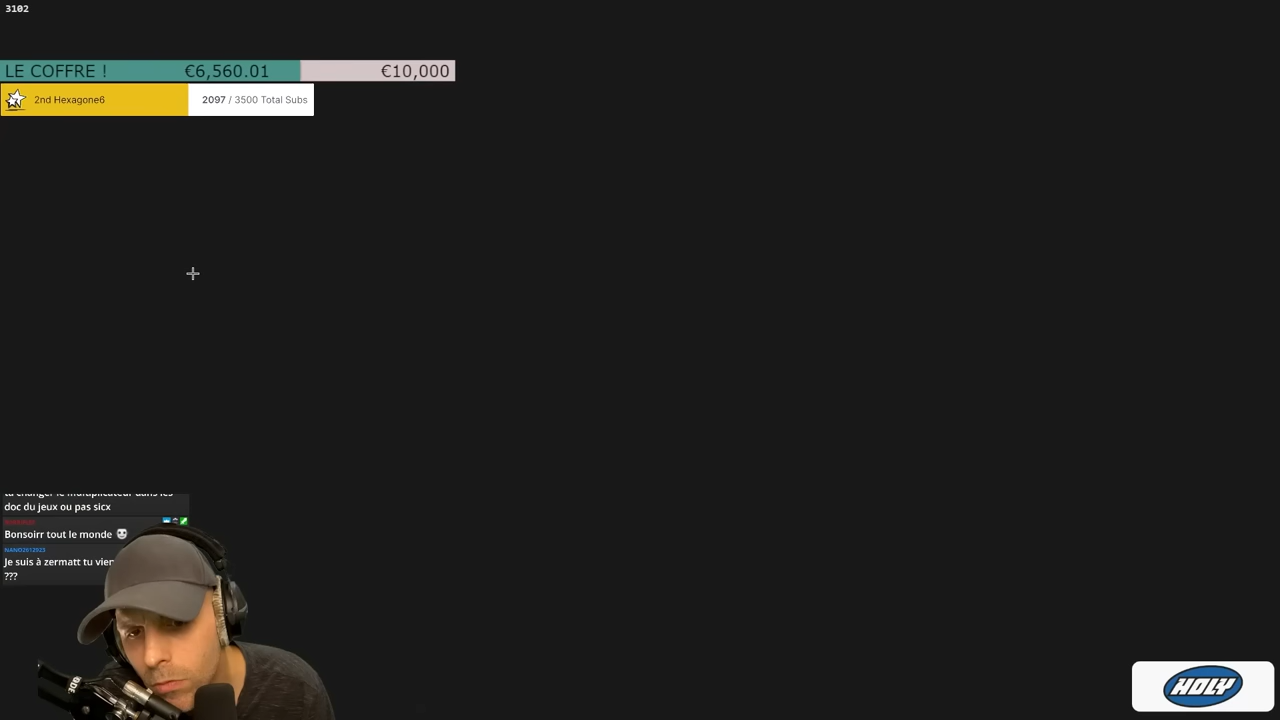 3102
LE COFFRE ! €6,560.01 €10,000
2nd Hexagone6 2097 / 3500 Total Subs
doc du jeux ou pas sicx
Bonsoirr tout le monde
NANO2612023
Je suis à zermatt tu
???
HOLY